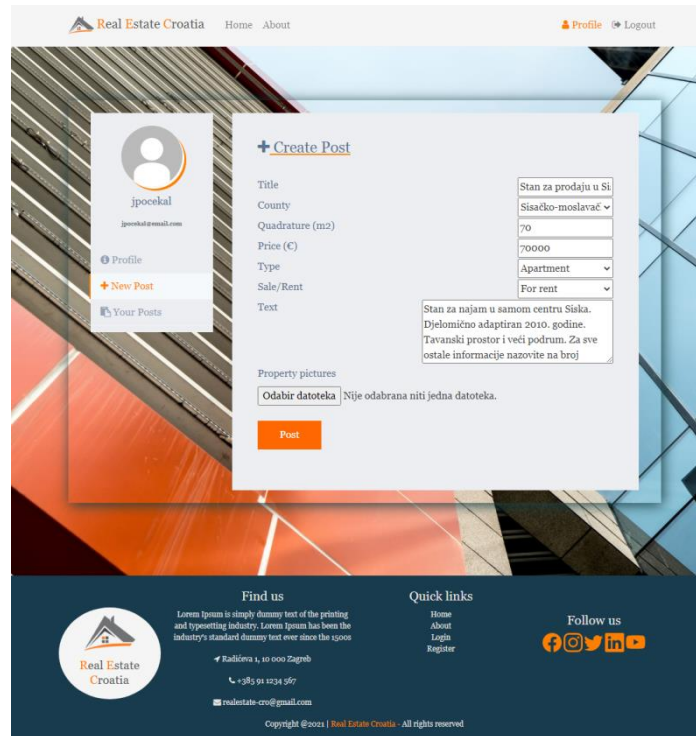 Real Estate Croatia Home About Profile Logout
jpocekal
jpocekal@email.com
Profile
New Post
Your Posts
Create Post
Title Stan za prodaju u Si
County Sisačko-moslavač
Quadrature (m2) 70
Price (€) 70000
Type Apartment
Sale/Rent For rent
Text Stan za najam u samom centru Siska.
Djelomično adaptiran 2010. godine.
Tavanski prostor i veći podrum. Za sve
ostale informacije nazovite na broj
Property pictures
Odabir datoteka Nije odabrana niti jedna datoteka.
Post
Real Estate
Croatia
Find us
Lorem Ipsum is simply dummy text of the printing
and typesetting industry. Lorem Ipsum has been the
industry's standard dummy text ever since the 1500s
Radićeva 1, 10 000 Zagreb
+385 91 1234 567
realestate-cro@gmail.com
Quick links
Home
About
Login
Register
Follow us
Copyright @2021 | Real Estate Croatia - All rights reserved